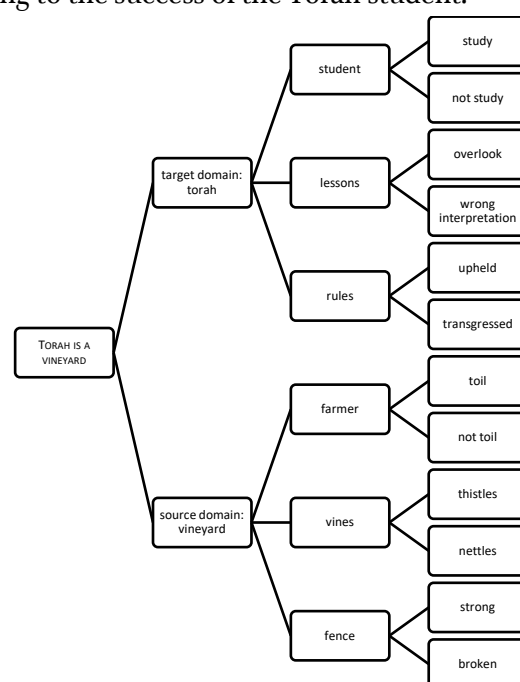 ng to the success of the Torah student.
study
student
not study
overlook
target domain:
torah
lessons
wrong
interpretation
upheld
rules
transgressed
TORAH IS A
VINEYARD
toil
farmer
not toil
thistles
source domain:
vineyard
vines
nettles
strong
fence
broken